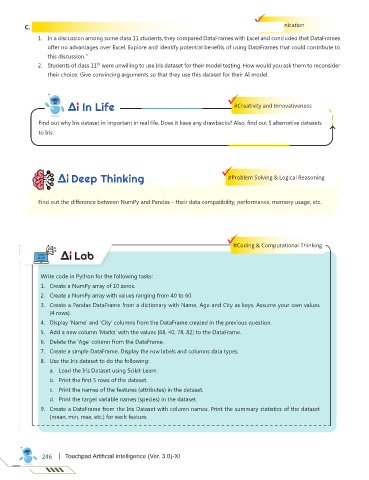 C.
nication
1. In a discussion among some class 11 students, they compared DataFrames with Excel and concluded that DataFrames
offer no advantages over Excel. Explore and identify potential benefits of using DataFrames that could contribute to
this discussion."
2. Students of class 11th were unwilling to use Iris dataset for their model testing. How would you ask them to reconsider
their choice. Give convincing arguments so that they use this dataset for their AI model.
Ai In Life
#Creativity and Innovativeness
Find out why Iris dataset in important in real life. Does it have any drawbacks? Also, find out 5 alternative datasets
to Iris.
Ai Deep Thinking
#Problem Solving & Logical Reasoning
Find out the difference between NumPy and Pandas – their data compatibility, performance, memory usage, etc.
#Coding & Computational Thinking
Ai Lab
Write code in Python for the following tasks:
1. Create a NumPy array of 10 zeros.
2. Create a NumPy array with values ranging from 40 to 60.
3. Create a Pandas DataFrame from a dictionary with Name, Age and City as keys. Assume your own values
(4 rows).
4. Display 'Name' and 'City' columns from the DataFrame created in the previous question.
5. Add a new column 'Marks' with the values [68, 40, 78, 82] to the DataFrame.
6. Delete the 'Age' column from the DataFrame.
7. Create a simple DataFrame. Display the row labels and columns data types.
8. Use the Iris dataset to do the following:
a. Load the Iris Dataset using Scikit-Learn.
b. Print the first 5 rows of the dataset.
c. Print the names of the features (attributes) in the dataset.
d. Print the target variable names (species) in the dataset.
9. Create a DataFrame from the Iris Dataset with column names. Print the summary statistics of the dataset
(mean, min, max, etc.) for each feature.
246 Touchpad Artificial Intelligence (Ver. 3.0)-XI